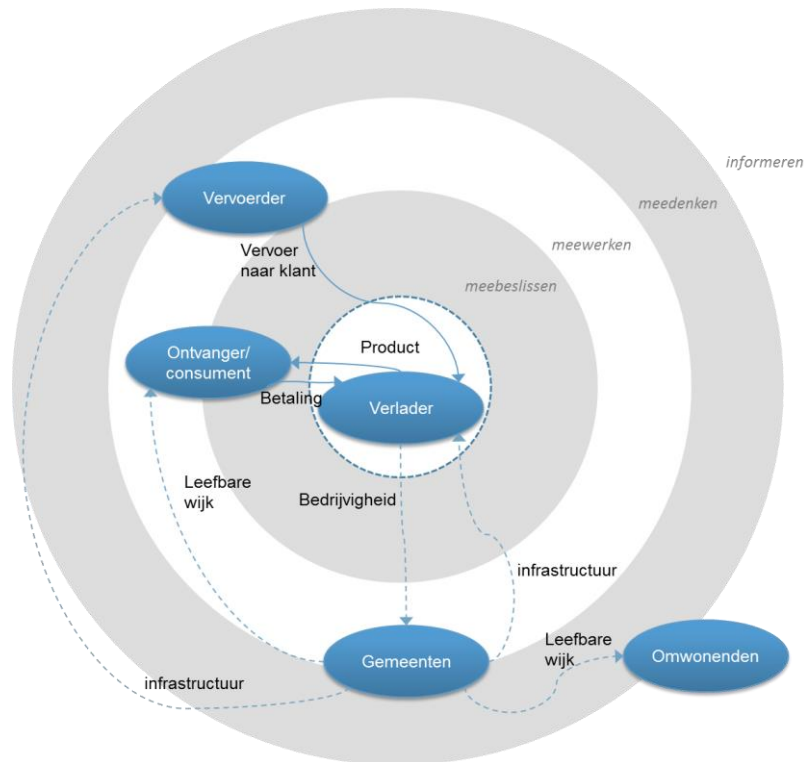 informeren
Vervoerder
meedenken
meewerken
Vervoer
naar klant
meebeslissen
Product
Ontvanger/
consument
Betaling
Verlader
Leefbare
wijk
Bedrijvigheid
infrastructuur
Leefbare
wijk
Gemeenten
Omwonenden
infrastructuur